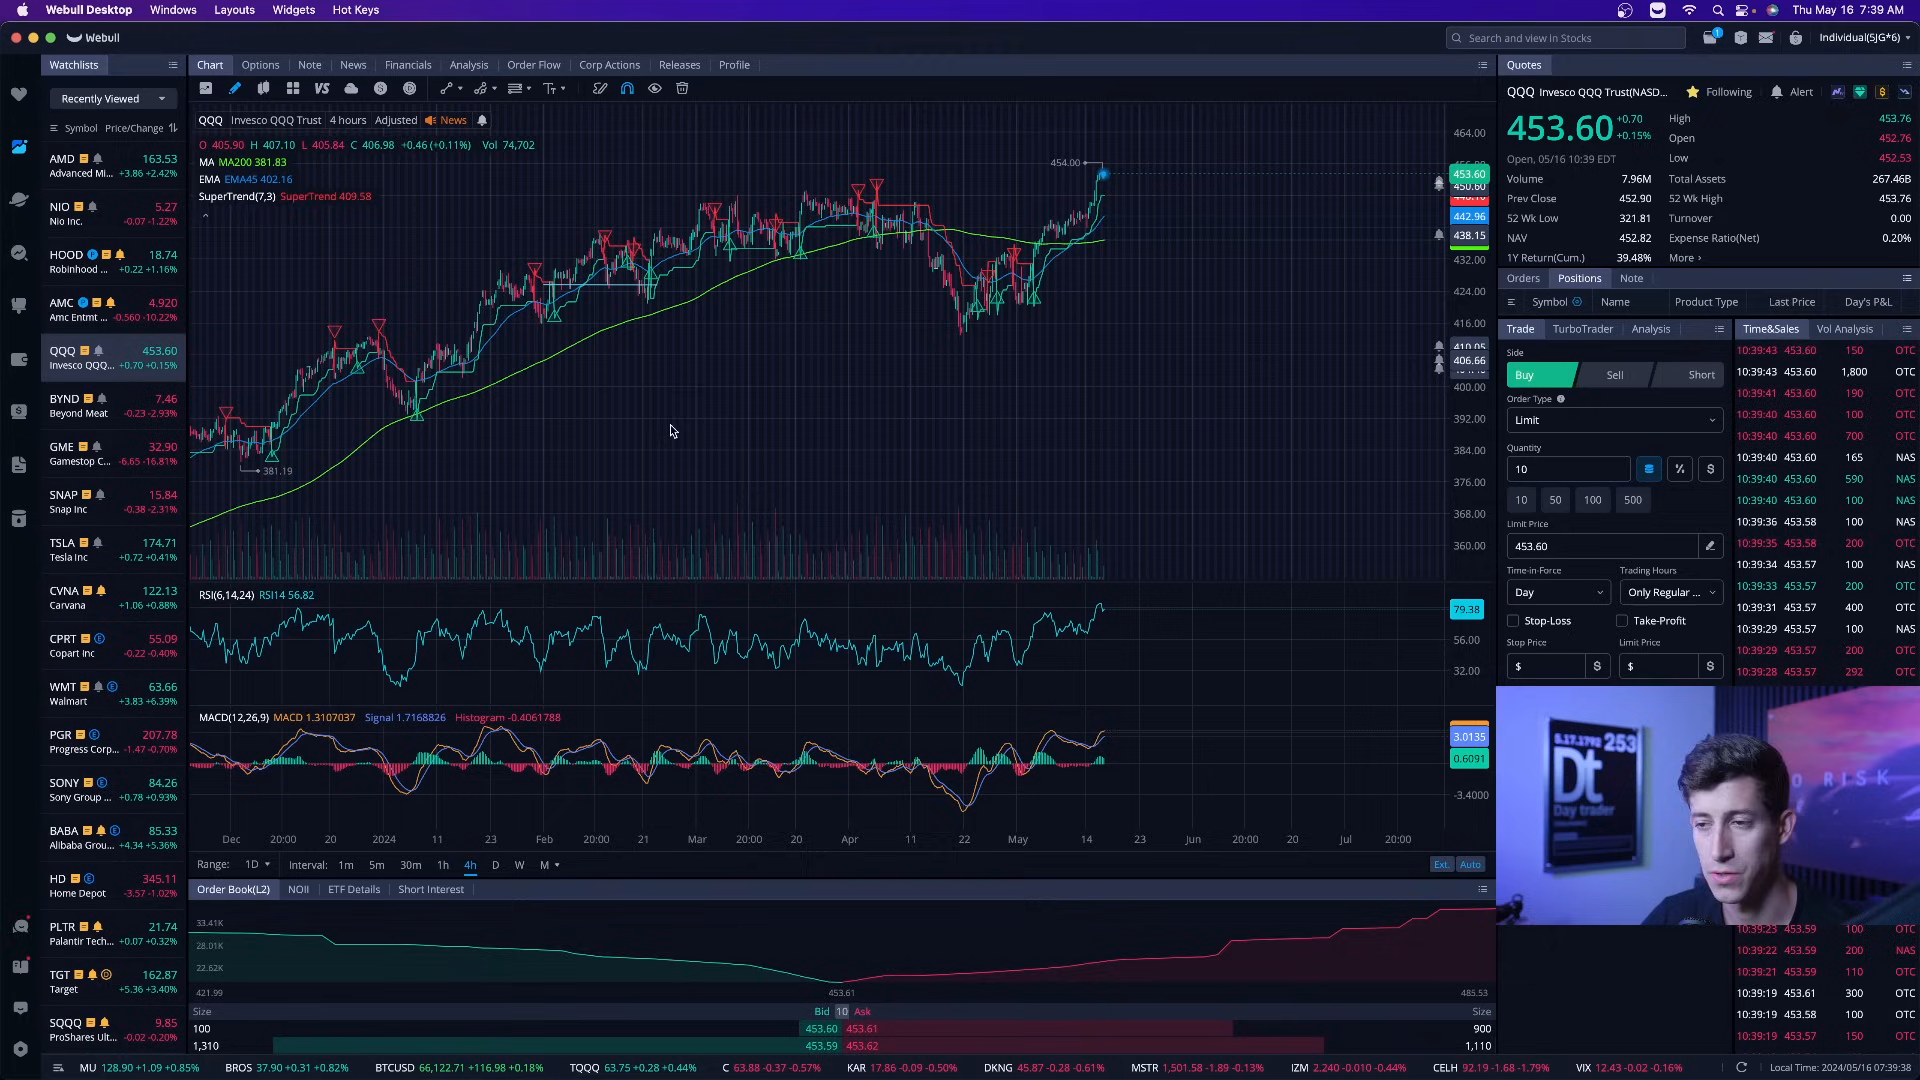 Webull Desktop Windows Layouts Widgets Hot Keys Thu May 16 7:39 AM
Webull Search and view in Stocks 1 Individual(5JG*6)
Watchlists
Recently Viewed
Symbol Price/Change
AMD 163.53
Advanced Mi... +3.86 +2.42%
NIO 5.27
-0.07 -1.22%
HOOD 18.74
Robinhood ... +0.22 +1.16%
AMC 4.920
Amc Entmt ... -0.560 -10.22%
QQQ 453.60
Invesco QQQ... +0.70 +0.15%
BYND 7.46
Beyond Meat -0.23 -2.93%
GME 32.90
Gamestop C... -6.65 -16.81%
SNAP 15.84
Snap Inc -0.38 -2.31%
TSLA 174.71
Tesla Inc +0.72 +0.41%
CVNA 122.13
Carvana +1.06 +0.88%
CPRT 55.09
Copart Inc -0.22 -0.40%
WMT 63.66
Walmart +3.83 +6.39%
PGR 207.78
Progress Corp... -1.47 -0.70%
SONY 84.26
Sony Group ... +0.78 +0.93%
BABA 85.33
Alibaba Grou... +4.34 +5.36%
HD 345.11
Home Depot -3.57 -1.02%
PLTR 21.74
Palantir Tech... +0.07 +0.32%
TGT 162.87
Target +5.36 +3.40%
SQQQ 9.85
ProShares Ult... -0.02 -0.20%
Chart Options Note News Financials Analysis Order Flow Corp Actions Releases Profile
QQQ Invesco QQQ Trust 4 hours Adjusted News
O 405.90 H 407.10 L 405.84 C 406.98 +0.46 (+0.11%) Vol 74,702
MA MA200 381.83
EMA EMA45 402.16
SuperTrend(7,3) SuperTrend 409.58
454.00
381.19
464.00
453.60
450.60
442.96
438.15
432.00
424.00
416.00
410.05
406.66
400.00
392.00
384.00
376.00
368.00
360.00
RSI(6,14,24) RSI14 56.82
79.38
56.00
32.00
MACD(12,26,9) MACD 1.3107037 Signal 1.7168826 Histogram -0.4061788
3.0135
0.6091
-3.4000
Dec 20:00 20 2024 11 23 Feb 20:00 21 Mar 20:00 20 Apr 11 22 May 14 23 Jun 20:00 20 Jul 20:00
Range: 1D Interval: 1m 5m 30m 1h 4h D W M Ext. Auto
Order Book(L2) NOII ETF Details Short Interest
33.41K
28.01K
22.62K
421.99 453.61 485.53
Size Bid 10 Ask Size
100 453.60 453.61 900
1,310 453.59 453.62 1,110
Quotes
QQQ Invesco QQQ Trust(NASD... Following Alert
453.60 +0.70
+0.15%
Open, 05/16 10:39 EDT
High 453.76
Open 452.76
Low 452.53
Volume 7.96M Total Assets 267.46B
Prev Close 452.90 52 Wk High 453.76
52 Wk Low 321.81 Turnover 0.00
NAV 452.82 Expense Ratio(Net) 0.20%
1Y Return(Cum.) 39.48% More
Orders Positions Note
Symbol Name Product Type Last Price Day's P&L
Trade TurboTrader Analysis
Side
Buy Sell Short
Order Type
Limit
Quantity
10 % $
10 50 100 500
Limit Price
453.60
Time-in-Force Trading Hours
Day Only Regular ...
Stop-Loss Take-Profit
Stop Price Limit Price
$ $ $ $
Time&Sales Vol Analysis
10:39:43 453.60 150 OTC
10:39:43 453.60 1,800 OTC
10:39:41 453.60 190 OTC
10:39:40 453.60 100 OTC
10:39:40 453.60 700 OTC
10:39:40 453.60 165 NAS
10:39:40 453.60 590 NAS
10:39:40 453.60 100 NAS
10:39:36 453.58 100 NAS
10:39:35 453.58 200 OTC
10:39:34 453.57 100 NAS
10:39:33 453.57 200 OTC
10:39:31 453.57 400 OTC
10:39:29 453.57 100 NAS
10:39:29 453.57 200 OTC
10:39:28 453.57 292 OTC
5.17.1792 253
Dt
Day trader
RISK
10:39:23 453.59 100 OTC
10:39:22 453.59 200 NAS
10:39:21 453.59 110 OTC
10:39:19 453.61 300 OTC
10:39:19 453.58 100 OTC
10:39:19 453.57 150 OTC
MU 128.90 +1.09 +0.85% BROS 37.90 +0.31 +0.82% BTCUSD 66,122.71 +116.98 +0.18% TQQQ 63.75 +0.28 +0.44% C 63.88 -0.37 -0.57% KAR 17.86 -0.09 -0.50% DKNG 45.87 -0.28 -0.61% MSTR 1,501.58 -1.89 -0.13% IZM 2.240 -0.010 -0.44% CELH 92.19 -1.68 -1.79% VIX 12.43 -0.02 -0.16% Local Time: 2024/05/16 07:39:38